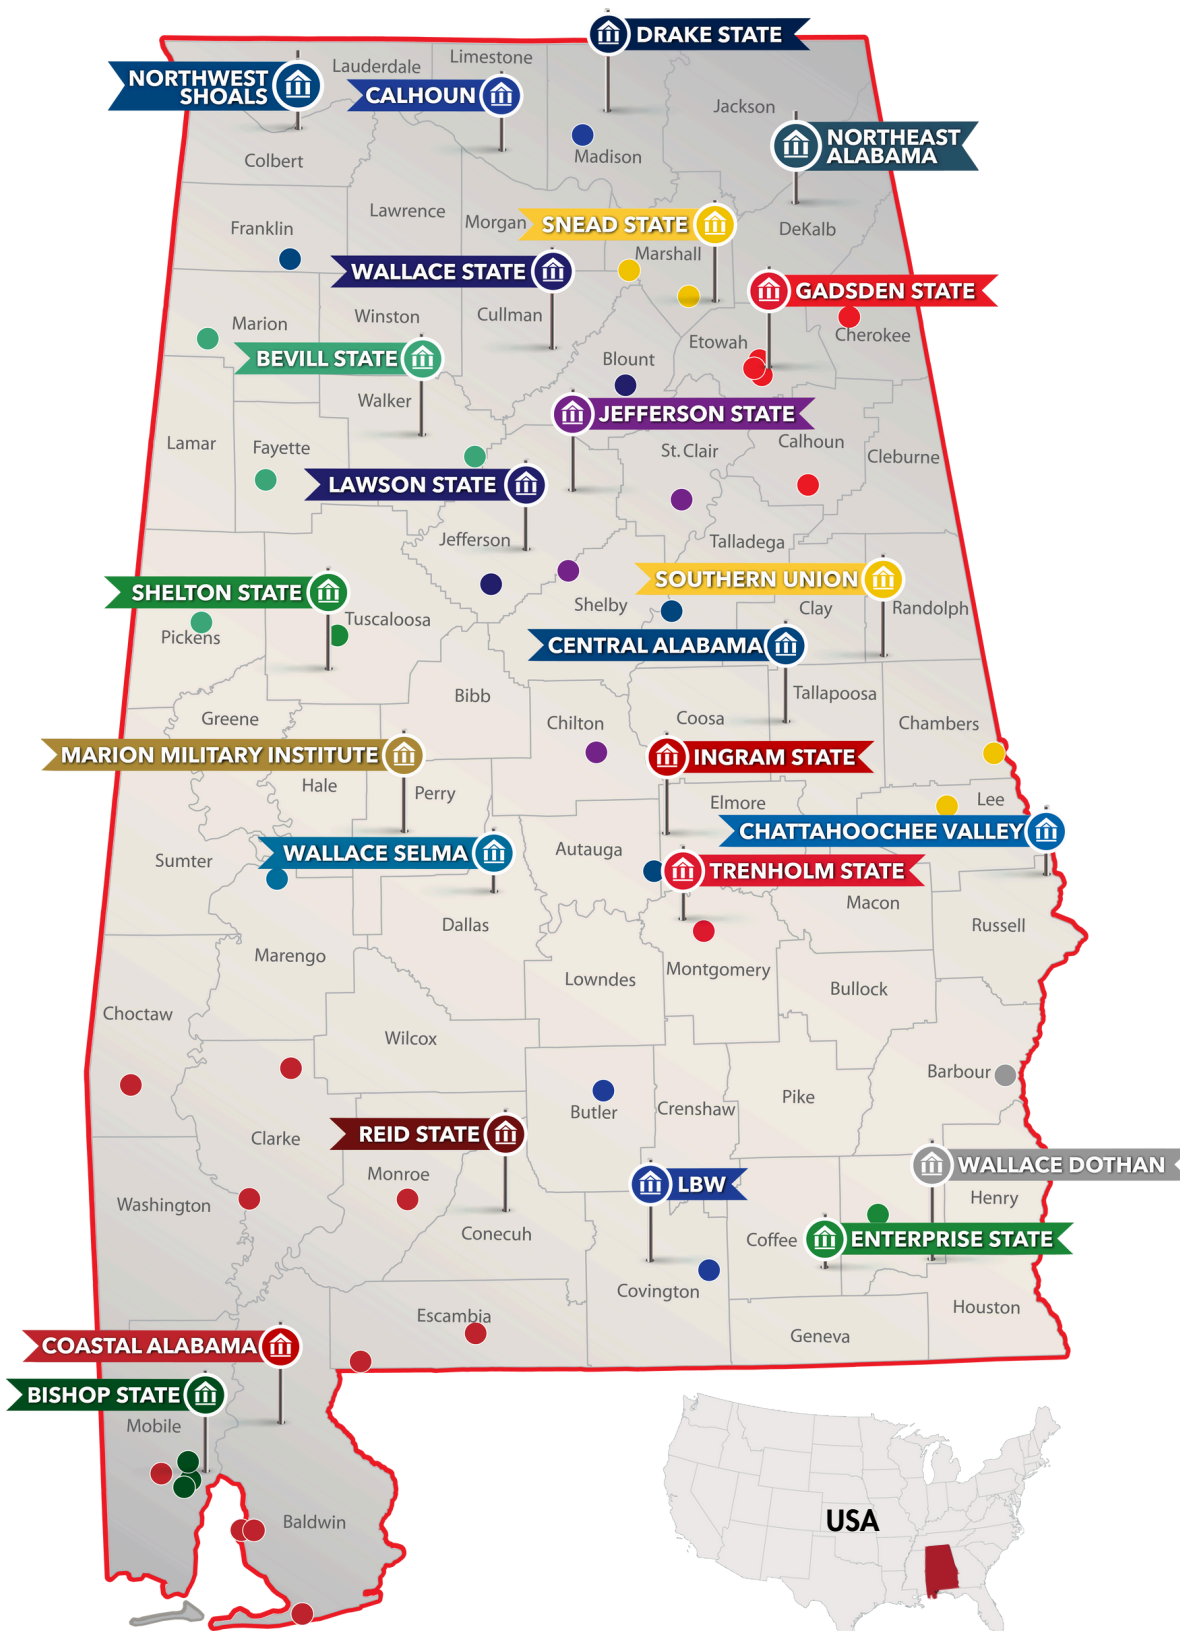 DRAKE STATE
Limestone
Lauderdale
NORTHWEST
SHOALS
CALHOUN
Jackson
NORTHEAST
ALABAMA
Madison
Colbert
Lawrence
Morgan
SNEAD STATE
Franklin
DeKalb
Marshall
WALLACE STATE
GADSDEN STATE
Marion
Winston
Cullman
Cherokee
Etowah
BEVILL STATE
Blount
Walker
JEFFERSON STATE
Lamar
Fayette
St. Clair
Calhoun
Cleburne
LAWSON STATE
Jefferson
Talladega
SOUTHERN UNION
SHELTON STATE
Shelby
Clay
Randolph
Tuscaloosa
Pickens
CENTRAL ALABAMA
Bibb
Tallapoosa
Greene
Chilton
Coosa
Chambers
MARION MILITARY INSTITUTE
INGRAM STATE
Hale
Perry
Elmore
Lee
CHATTAHOOCHEE VALLEY
Sumter
WALLACE SELMA
Autauga
TRENHOLM STATE
Macon
Dallas
Russell
Marengo
Lowndes
Montgomery
Bullock
Choctaw
Wilcox
Barbour
Butler
Crenshaw
Pike
Clarke
REID STATE
Monroe
LBW
WALLACE DOTHAN
Washington
Henry
Conecuh
Coffee
ENTERPRISE STATE
Covington
Escambia
Houston
Geneva
COASTAL ALABAMA
BISHOP STATE
Mobile
Baldwin
USA